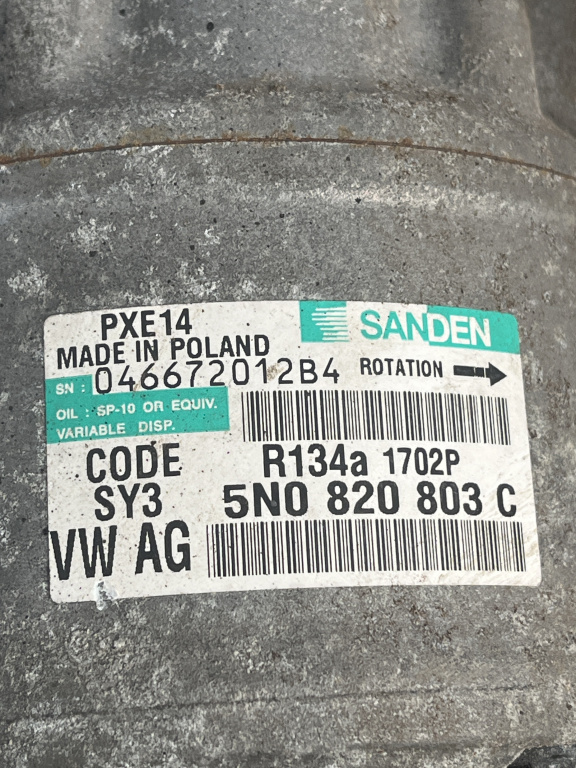 PXE14
SANDEN
MADE IN POLAND
SN : 046672012B4
ROTATION
OIL : SP-10 OR EQUIV.
VARIABLE DISP.
CODE
R134a 1702P
SY3
5N0 820 803 C
VW AG